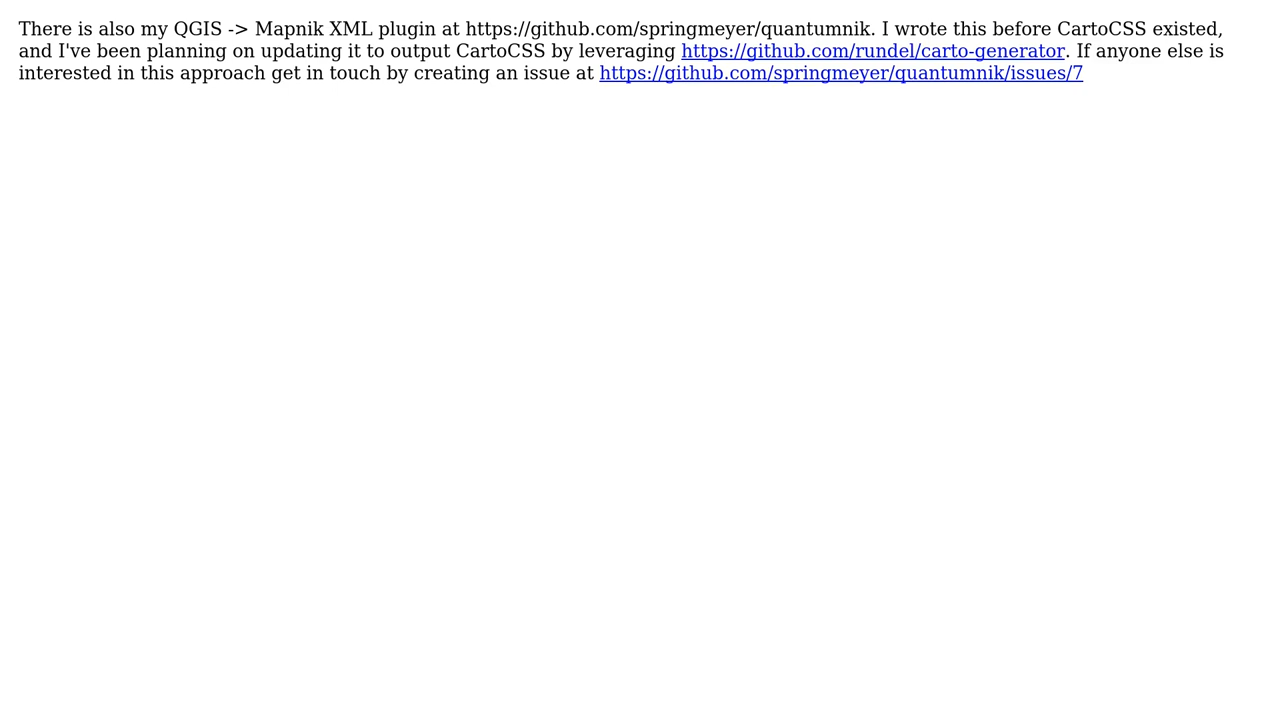 There is also my QGIS -> Mapnik XML plugin at https://github.com/springmeyer/quantumnik. I wrote this before CartoCSS existed,
and I've been planning on updating it to output CartoCSS by leveraging https://github.com/rundel/carto-generator. If anyone else is
interested in this approach get in touch by creating an issue at https://github.com/springmeyer/quantumnik/issues/7